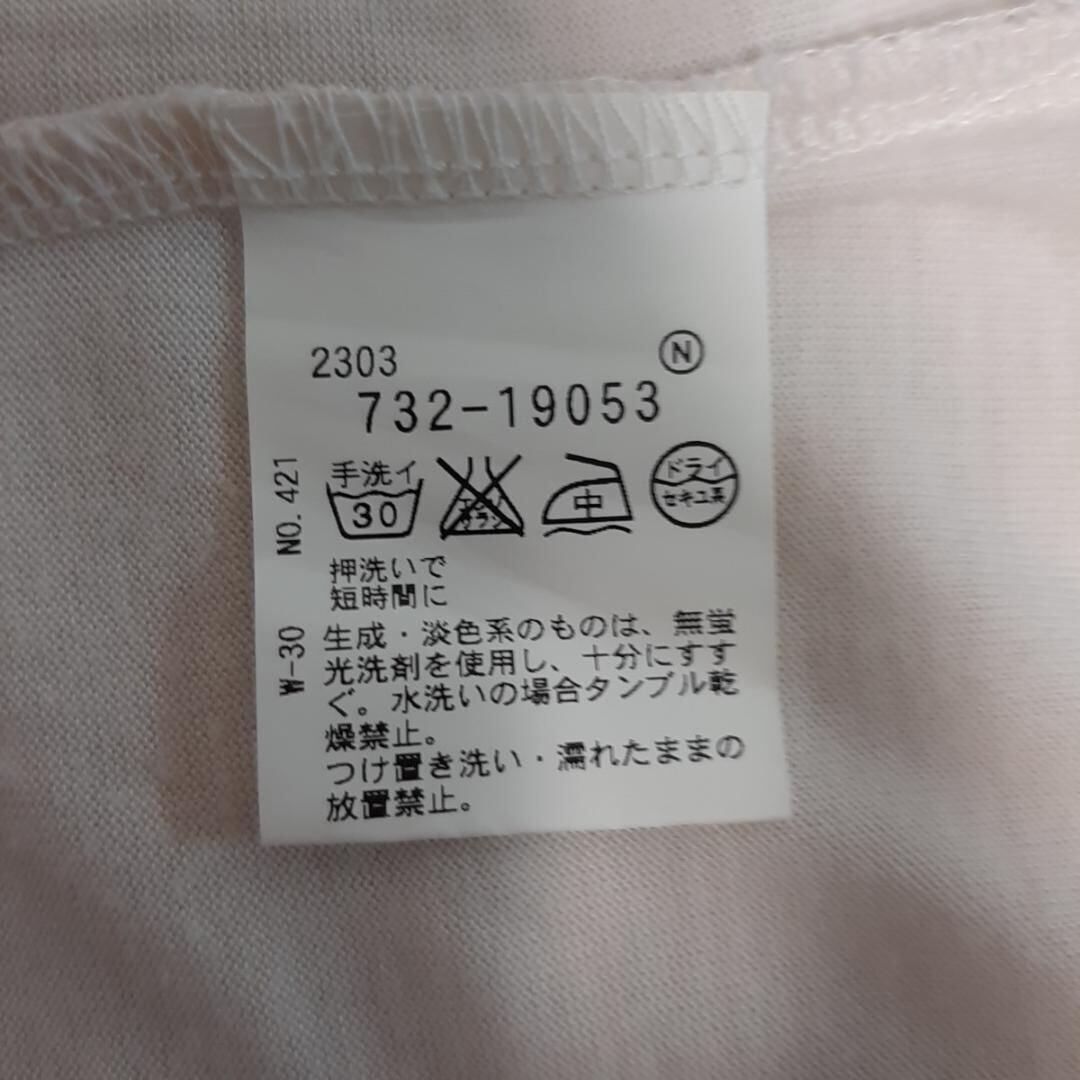 2303
N
732-19053
手洗イ
30
エンソ
サラシ
中
ドライ
セキユ系
NO. 421
W-30
押洗いで
短時間に
生成・淡色系のものは、無蛍
光洗剤を使用し、十分にすす
ぐ。水洗いの場合タンブル乾
燥禁止。
つけ置き洗い・濡れたままの
放置禁止。